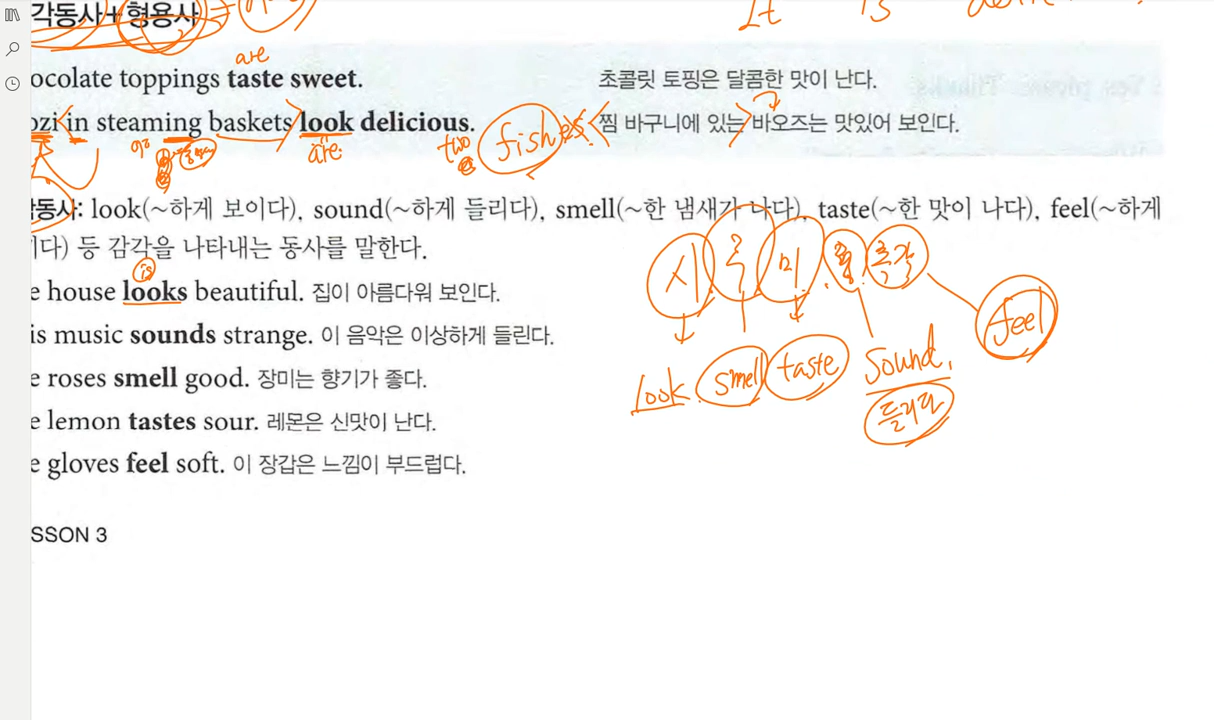 각동사+형용사
It is
are
ocolate toppings taste sweet. 초콜릿 토핑은 달콤한 맛이 난다.
ozi in steaming baskets look delicious. fishes 찜 바구니에 있는 바오즈는 맛있어 보인다.
are two
각동사: look(~하게 보이다), sound(~하게 들리다), smell(~한 냄새가 나다), taste(~한 맛이 나다), feel(~하게
기다) 등 감각을 나타내는 동사를 말한다.
시 후 미 촉각
is
e house looks beautiful. 집이 아름다워 보인다.
is music sounds strange. 이 음악은 이상하게 들린다.
feel
e roses smell good. 장미는 향기가 좋다.
look smell taste sound.
들리다
e lemon tastes sour. 레몬은 신맛이 난다.
e gloves feel soft. 이 장갑은 느낌이 부드럽다.
SSON 3